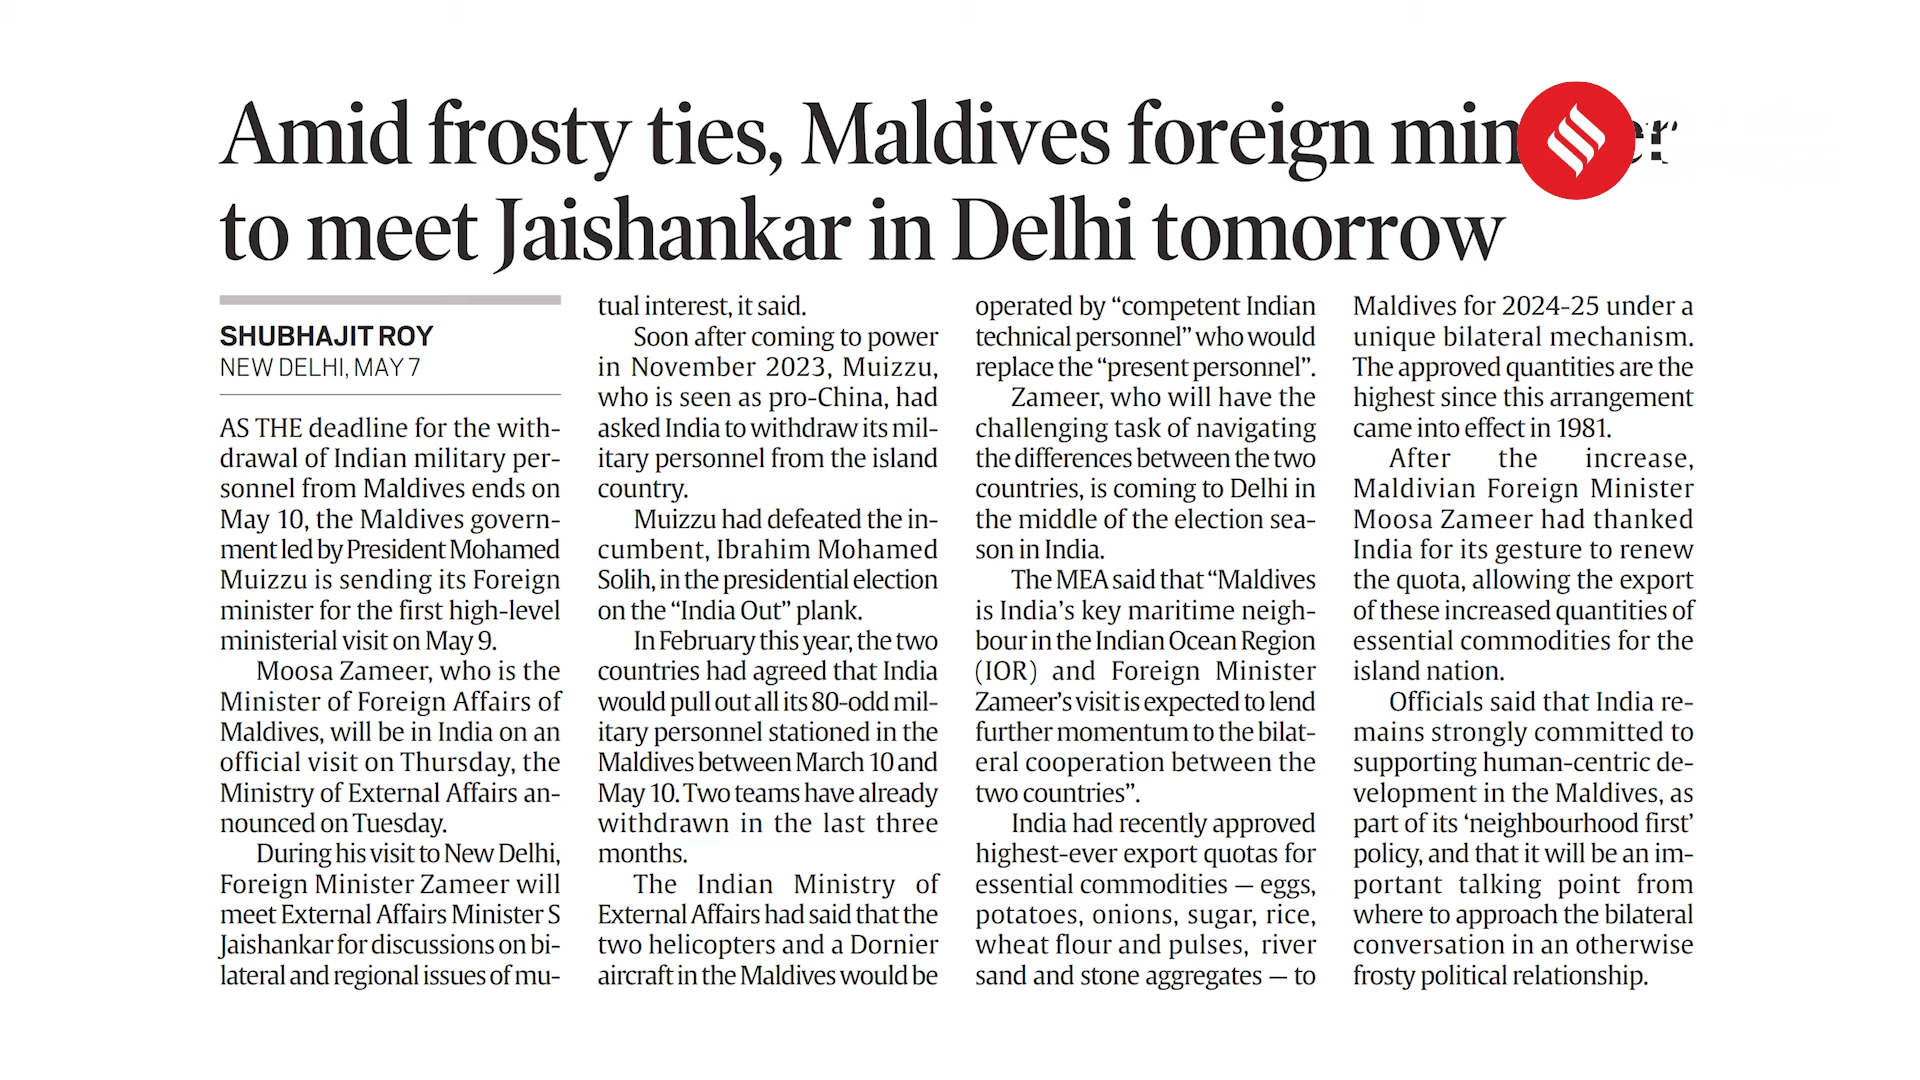 Amid frosty ties, Maldives foreign
to meet Jaishankar in Delhi tomorrow
SHUBHAJIT ROY
NEW DELHI, MAY 7
AS THE deadline for the with-
drawal of Indian military per-
sonnel from Maldives ends on
May 10, the Maldives govern-
ment led by President Mohamed
Muizzu is sending its Foreign
minister for the first high-level
ministerial visit on May 9.
Moosa Zameer, who is the
Minister of Foreign Affairs of
Maldives, will be in India on an
official visit on Thursday, the
Ministry of External Affairs an-
nounced on Tuesday.
During his visit to New Delhi,
Foreign Minister Zameer will
meet External Affairs Minister S
Jaishankar for discussions on bi-
lateral and regional issues of mu-
tual interest, it said.
Soon after coming to power
in November 2023, Muizzu,
who is seen as pro-China, had
asked India to withdraw its mil-
itary personnel from the island
country.
Muizzu had defeated the in-
cumbent, Ibrahim Mohamed
Solih, in the presidential election
on the “India Out” plank.
In February this year, the two
countries had agreed that India
would pull out all its 80-odd mil-
itary personnel stationed in the
Maldives between March 10 and
May 10. Two teams have already
withdrawn in the last three
months.
The Indian Ministry of
External Affairs had said that the
two helicopters and a Dornier
aircraft in the Maldives would be
operated by “competent Indian
technical personnel” who would
replace the “present personnel”.
Zameer, who will have the
challenging task of navigating
the differences between the two
countries, is coming to Delhi in
the middle of the election sea-
son in India.
The MEA said that “Maldives
is India’s key maritime neigh-
bour in the Indian Ocean Region
(IOR) and Foreign Minister
Zameer’s visit is expected to lend
further momentum to the bilat-
eral cooperation between the
two countries”.
India had recently approved
highest-ever export quotas for
essential commodities — eggs,
potatoes, onions, sugar, rice,
wheat flour and pulses, river
sand and stone aggregates — to
Maldives for 2024-25 under a
unique bilateral mechanism.
The approved quantities are the
highest since this arrangement
came into effect in 1981.
After the increase,
Maldivian Foreign Minister
Moosa Zameer had thanked
India for its gesture to renew
the quota, allowing the export
of these increased quantities of
essential commodities for the
island nation.
Officials said that India re-
mains strongly committed to
supporting human-centric de-
velopment in the Maldives, as
part of its ‘neighbourhood first’
policy, and that it will be an im-
portant talking point from
where to approach the bilateral
conversation in an otherwise
frosty political relationship.